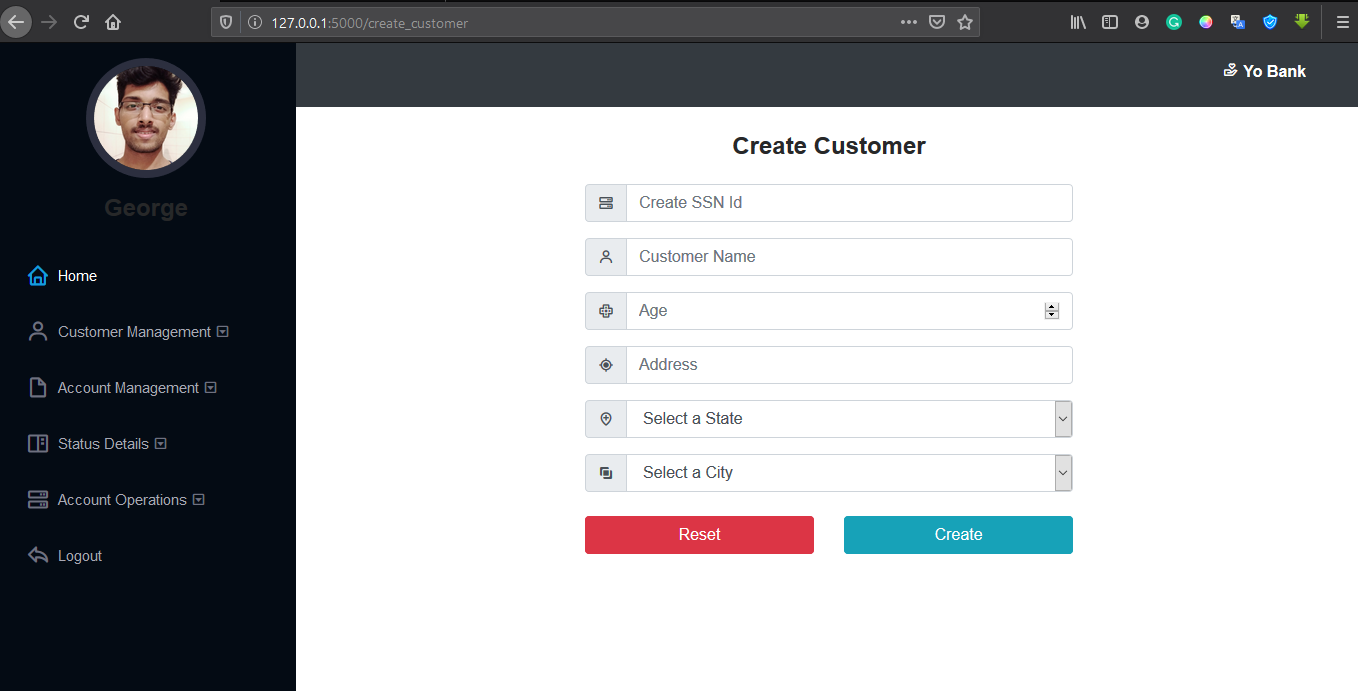 127.0.0.1:5000/create_customer
Yo Bank
George
Home
Customer Management
Account Management
Status Details
Account Operations
Logout
Create Customer
Create SSN Id
Customer Name
Age
Address
Select a State
Select a City
Reset
Create